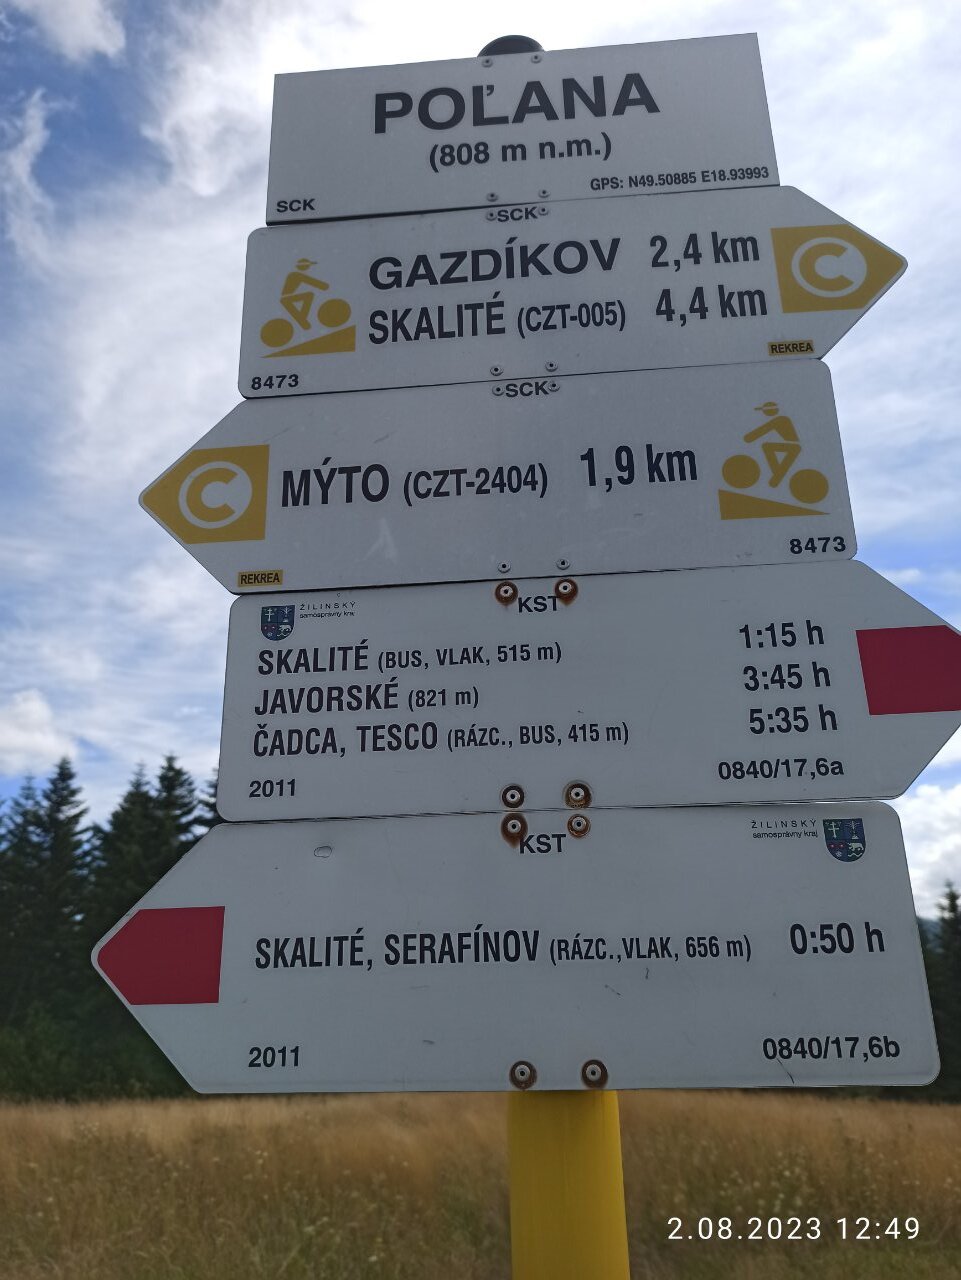 POĽANA
(808 m n.m.)
SCK
GPS: N49.50885 E18.93993
SCK
GAZDÍKOV 2,4 km
SKALITÉ (CZT-005) 4,4 km
C
REKREA
8473
SCK
C
MÝTO (CZT-2404) 1,9 km
REKREA
8473
ŽILINSKÝ
samosprávny kraj
KST
SKALITÉ (BUS, VLAK, 515 m) 1:15 h
JAVORSKÉ (821 m) 3:45 h
ČADCA, TESCO (RÁZC., BUS, 415 m) 5:35 h
2011 0840/17,6a
KST
ŽILINSKÝ
samosprávny kraj
SKALITÉ, SERAFÍNOV (RÁZC.,VLAK, 656 m) 0:50 h
2011 0840/17,6b
2.08.2023 12:49